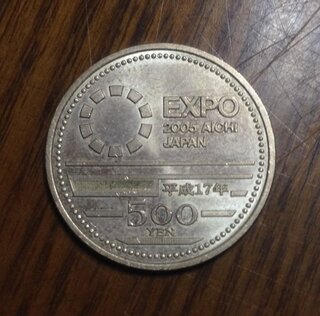 EXPO
2005 AICHI
JAPAN
平成17年
500
YEN